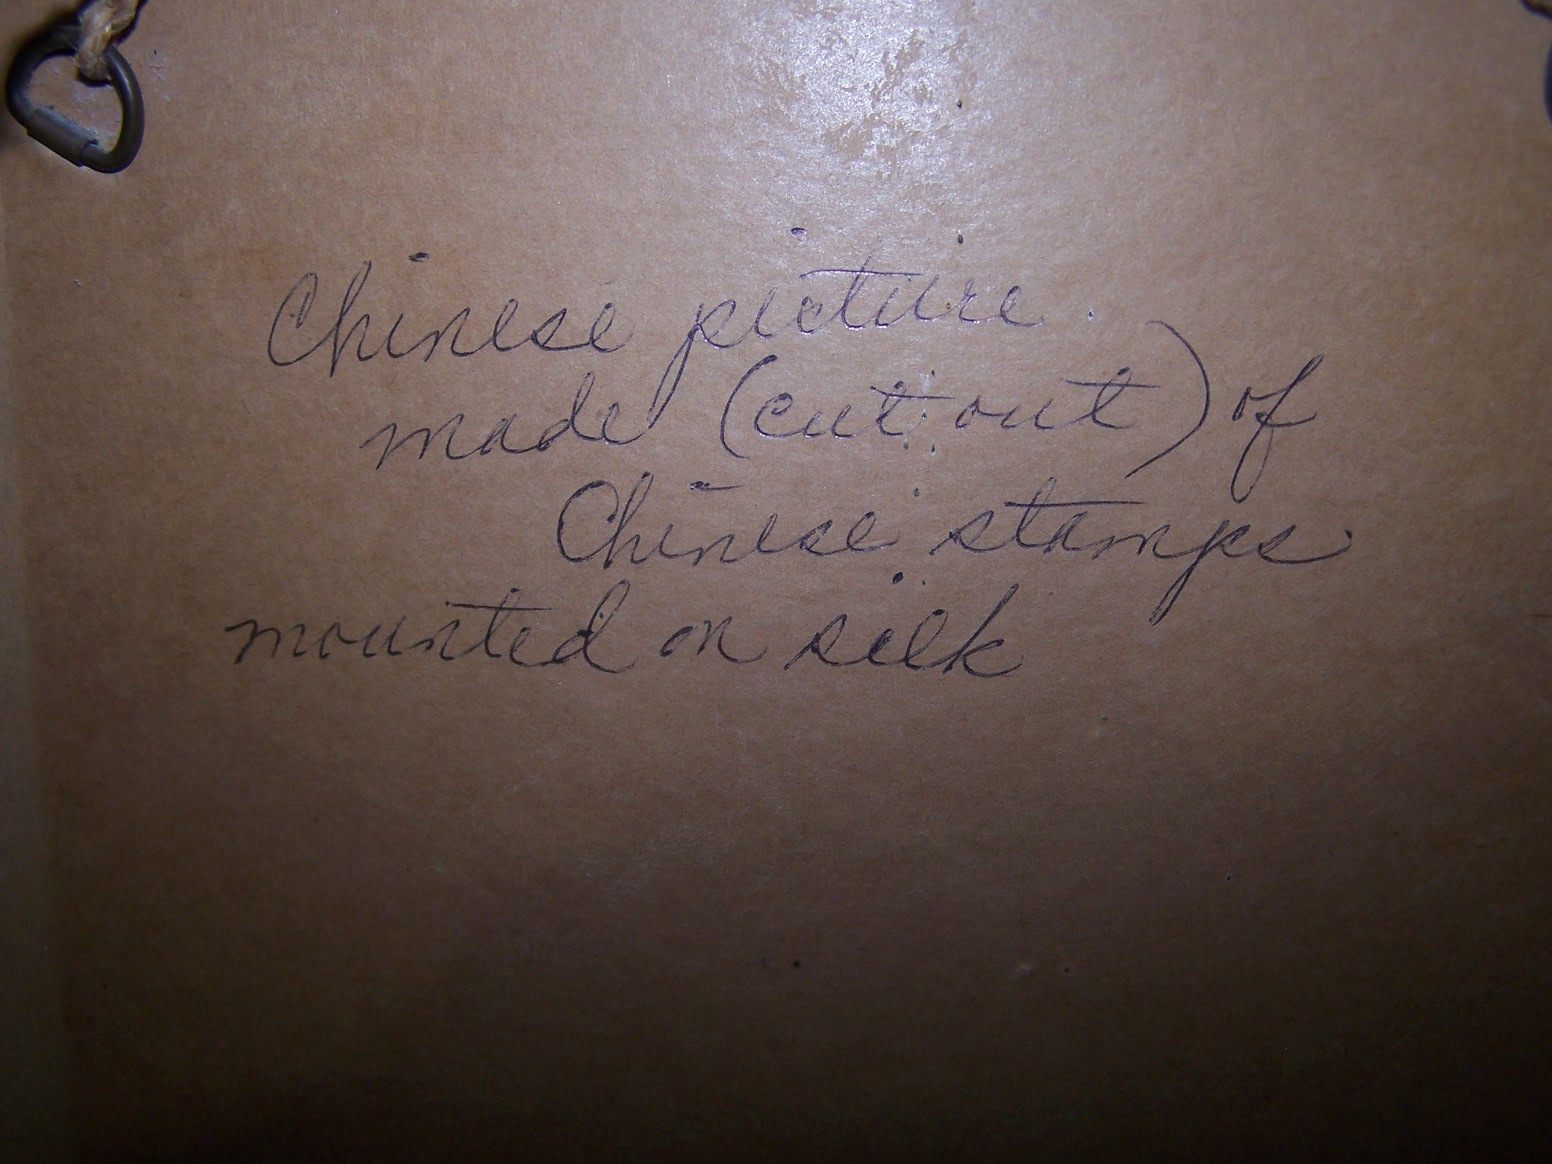 Chinese picture
made (cut out) of
Chinese stamps
mounted on silk